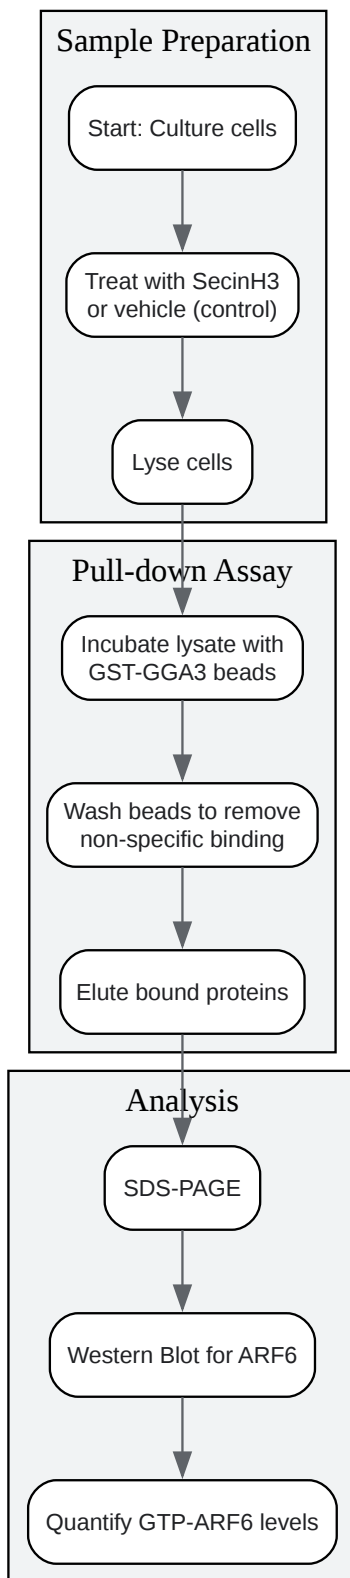 Sample Preparation
Start: Culture cells
Treat with SecinH3
or vehicle (control)
Lyse cells
Pull-down Assay
Incubate lysate with
GST-GGA3 beads
Wash beads to remove
non-specific binding
Elute bound proteins
Analysis
SDS-PAGE
Western Blot for ARF6
Quantify GTP-ARF6 levels